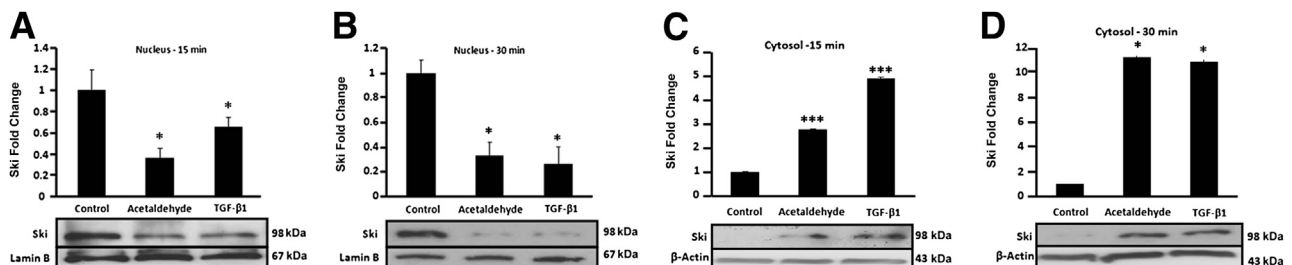 A
Nucleus - 15 min
Ski Fold Change
1.4
1.2
1
0.8
0.6
0.4
0.2
0
*
*
Control Acetaldehyde TGF-β1
Ski 98 kDa
Lamin B 67 kDa
B
Nucleus - 30 min
Ski Fold Change
1.2
1
0.8
0.6
0.4
0.2
0
*
*
Control Acetaldehyde TGF-β1
Ski 98 kDa
Lamin B 67 kDa
C
Cytosol -15 min
Ski Fold Change
6
5
4
3
2
1
0
***
***
Control Acetaldehyde TGF-β1
Ski 98 kDa
β-Actin 43 kDa
D
Cytosol - 30 min
Ski Fold Change
12
10
8
6
4
2
0
*
*
Control Acetaldehyde TGF-β1
Ski 98 kDa
β-Actin 43 kDa